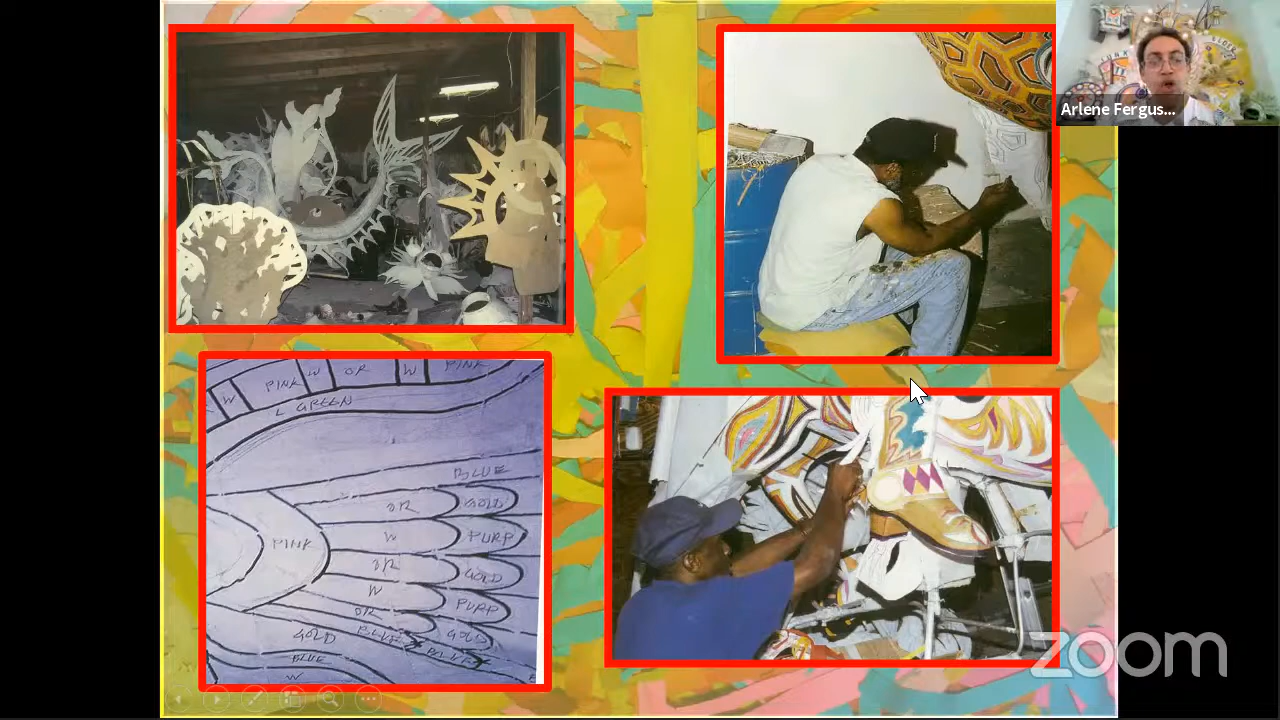 Arlene Fergus...
PINK W OR W PINK
W
L GREEN
BLUE
OR GOLD
W PURP
PINK
OR GOLD
W
PURP
OR
BLUE GOLD
GOLD
BLUE
BLUE
W
zoom